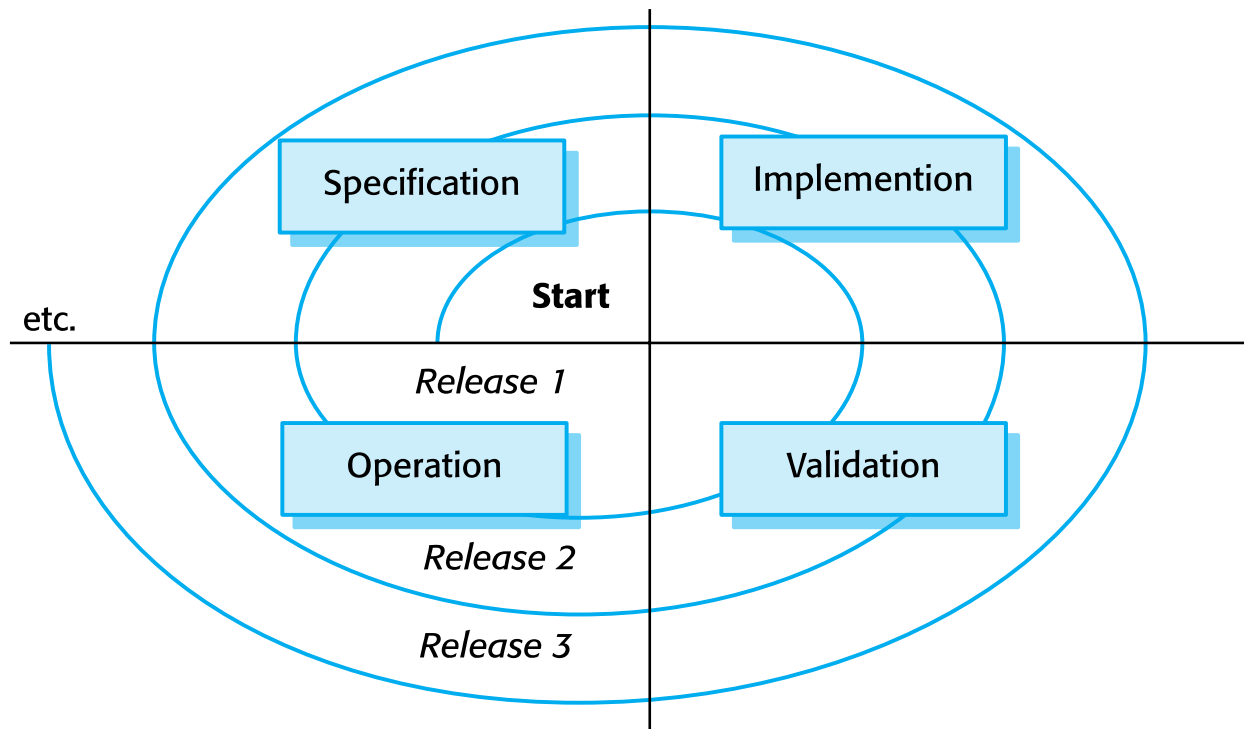 Specification
Implemention
Start
etc.
Release 1
Operation
Validation
Release 2
Release 3